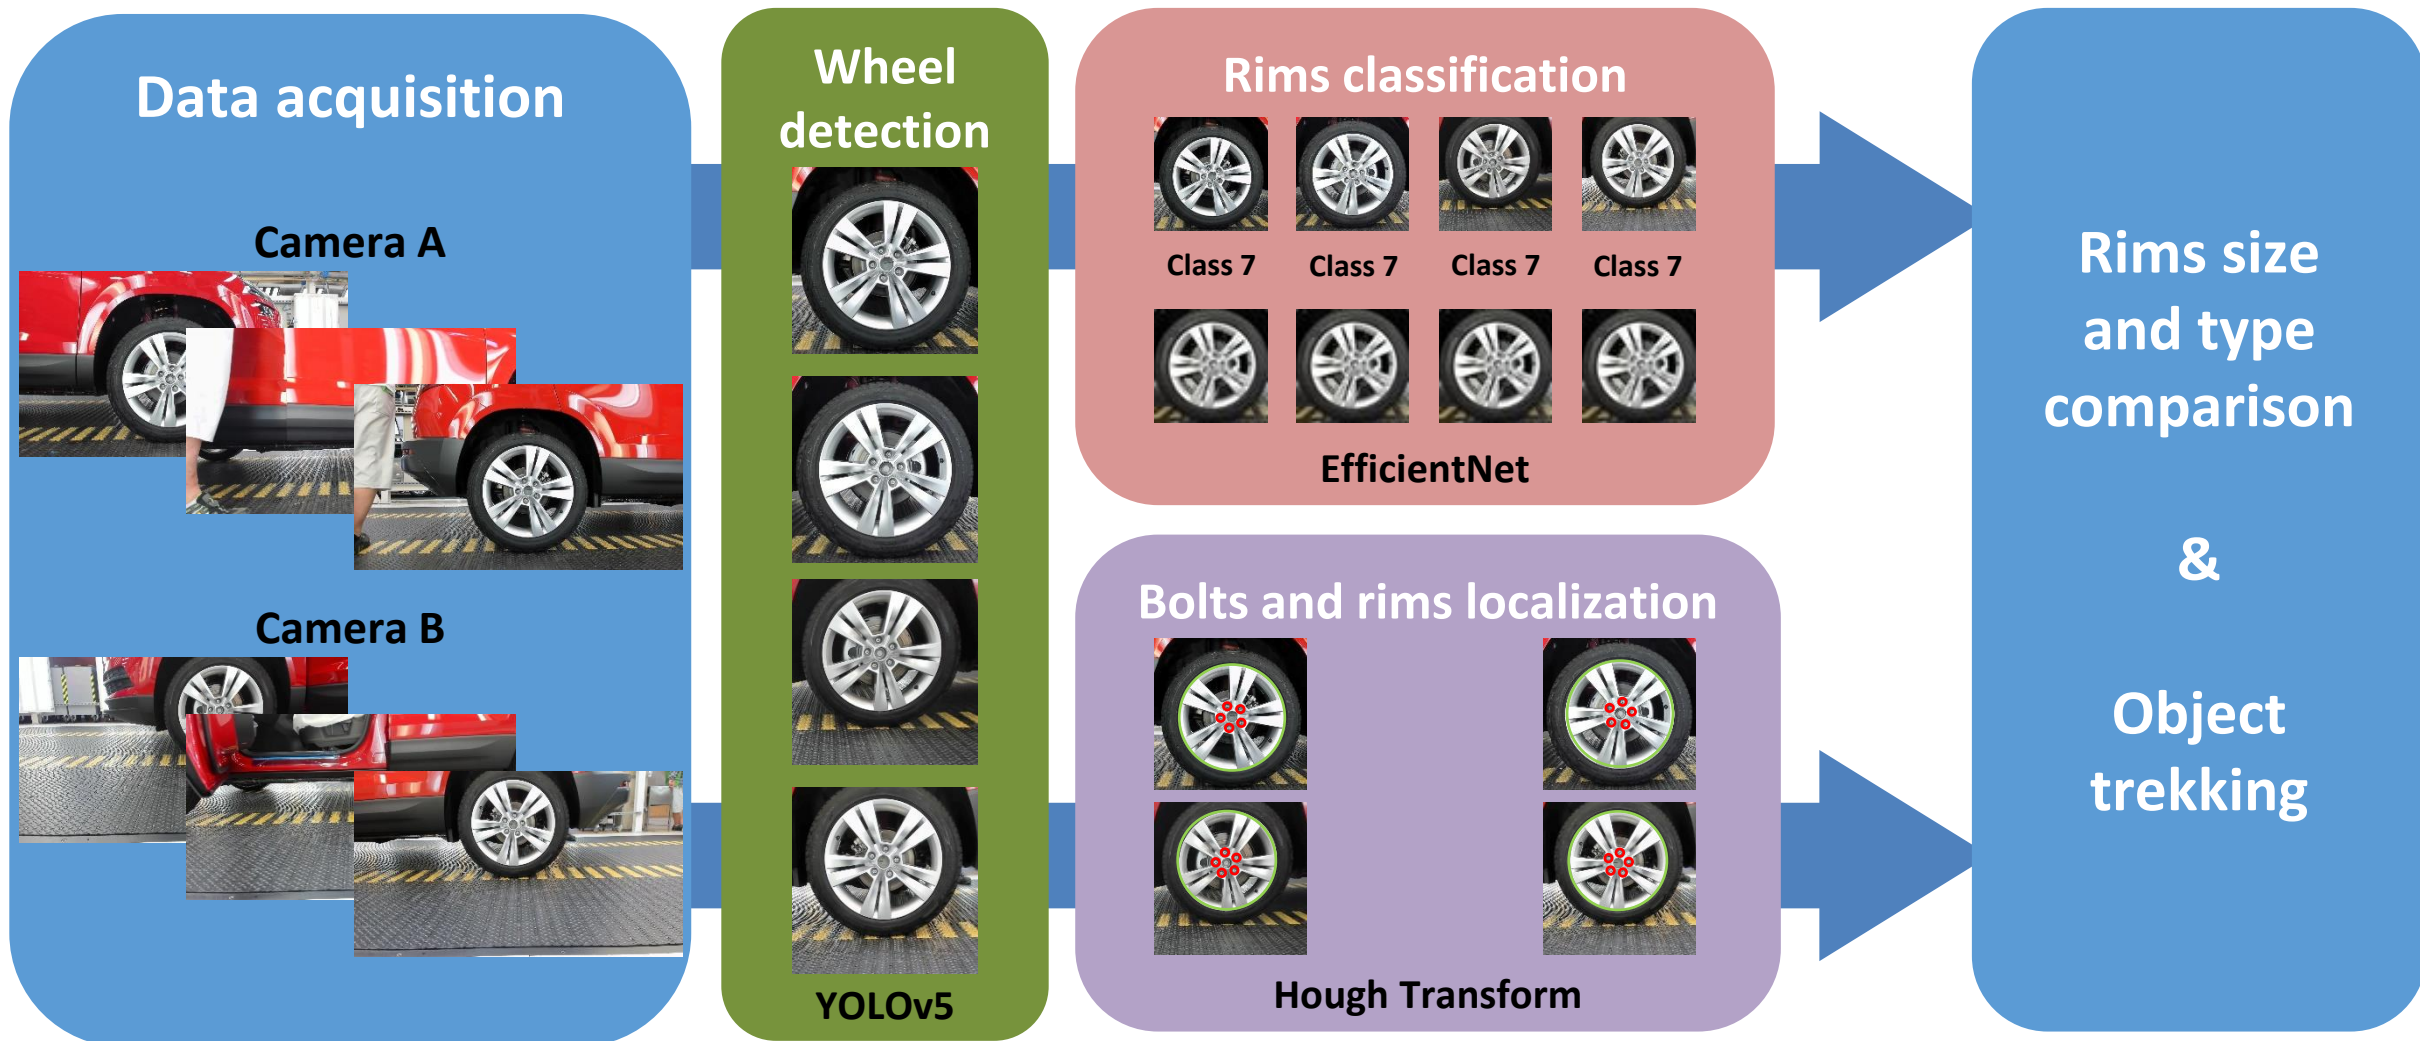 Data acquisition
Camera A
Camera B
Wheel
detection
YOLOv5
Rims classification
Class 7
Class 7
Class 7
Class 7
EfficientNet
Bolts and rims localization
Hough Transform
Rims size
and type
comparison
&
Object
trekking